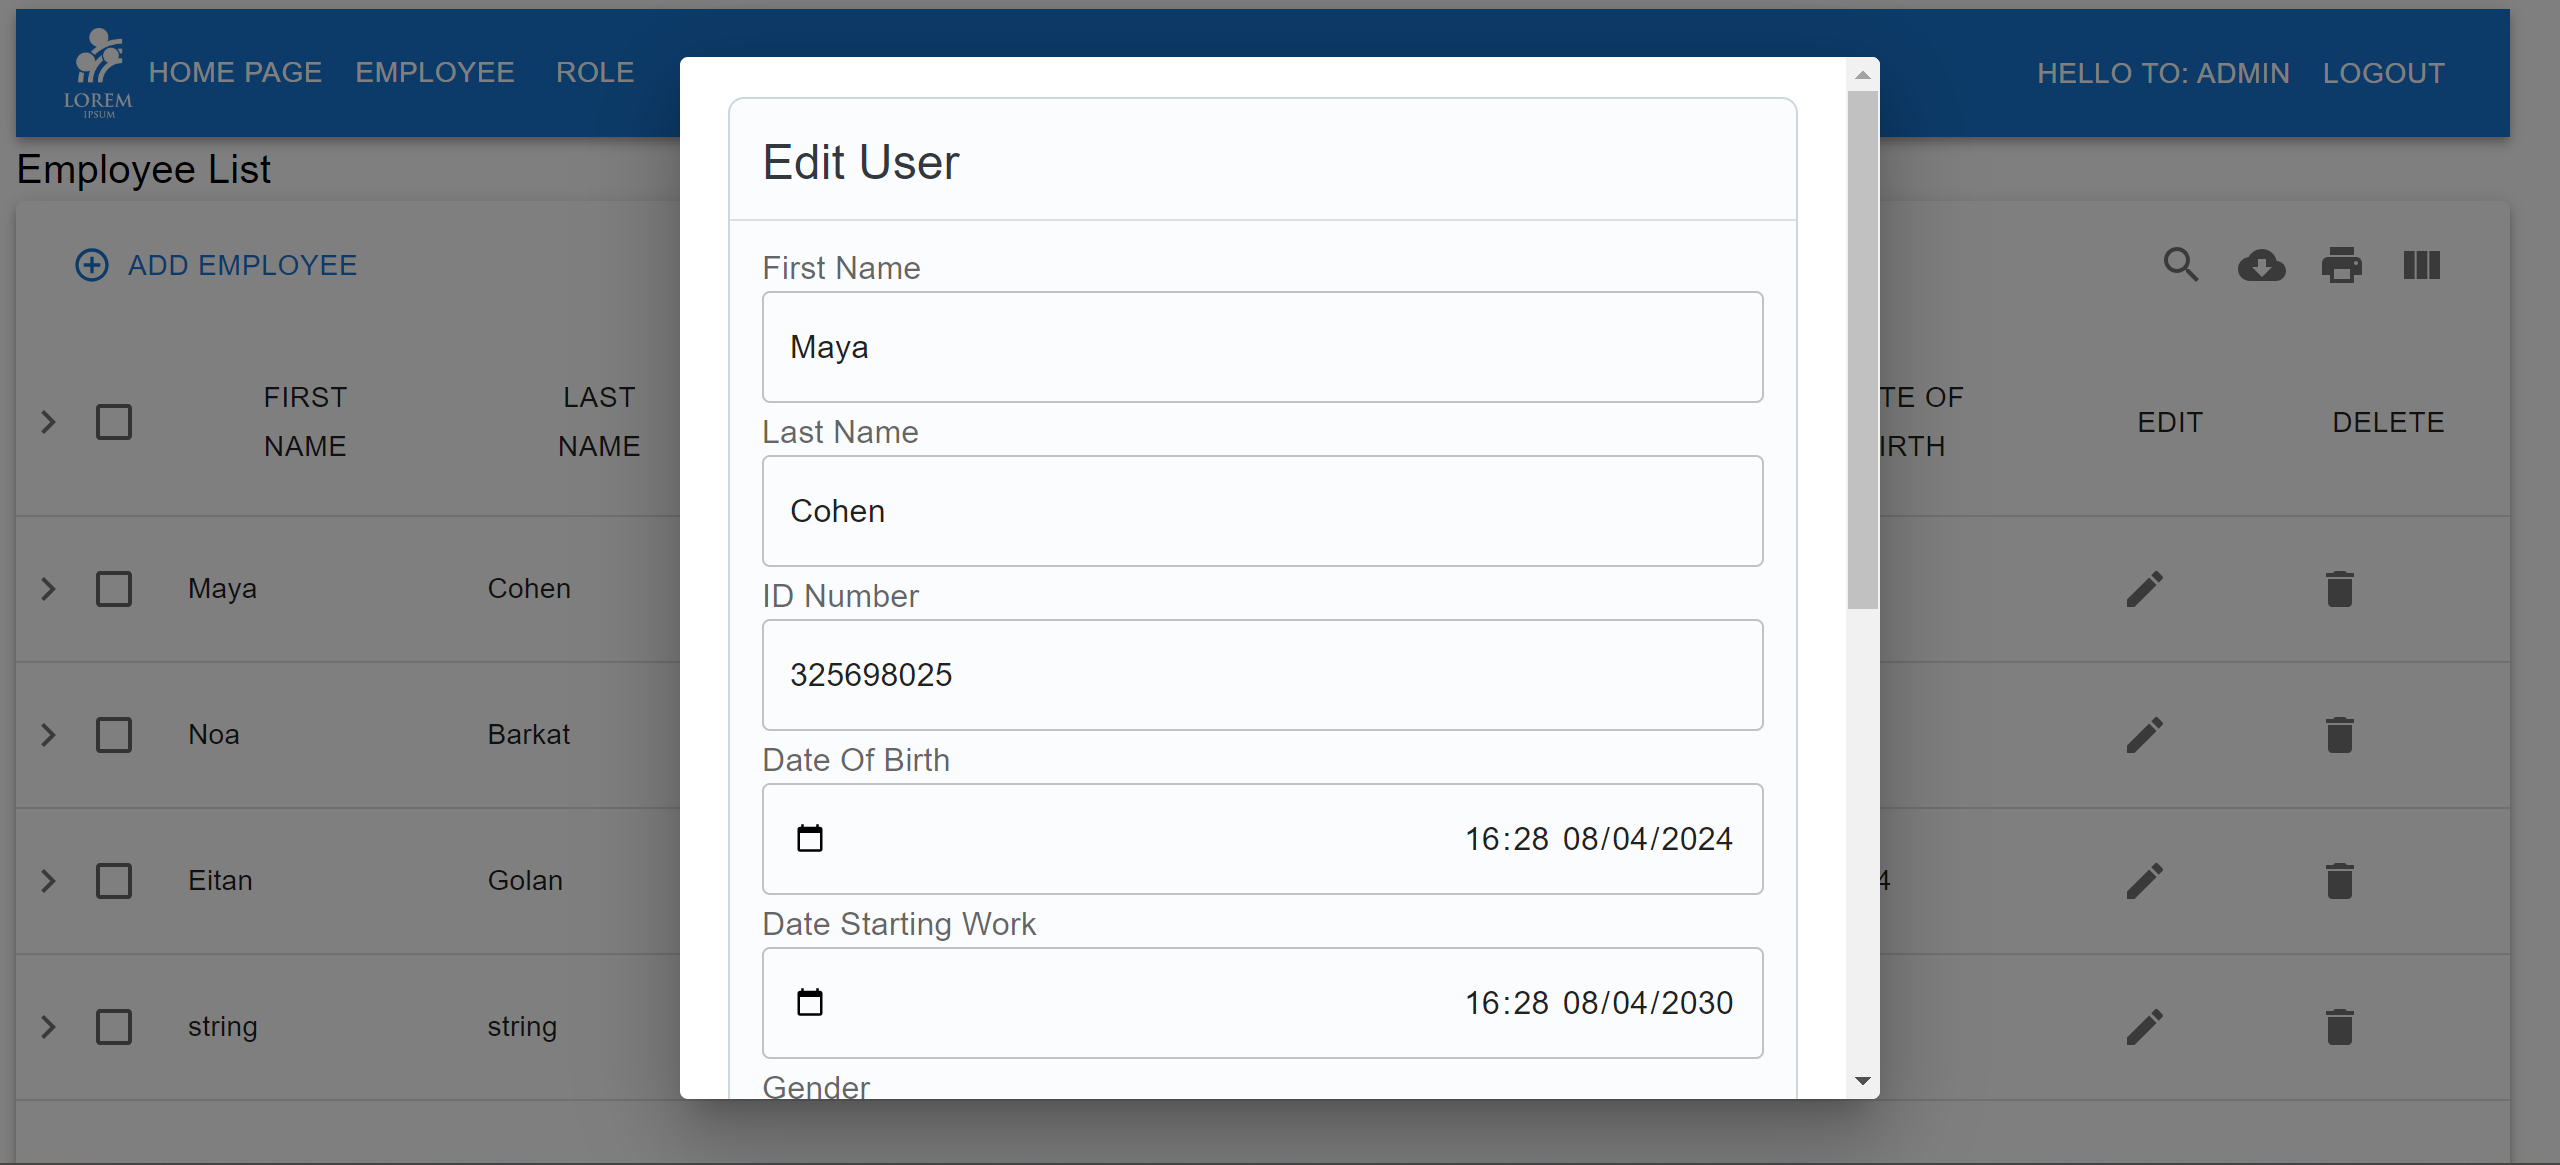 LOREM
IPSUM
HOME PAGE EMPLOYEE ROLE
HELLO TO: ADMIN LOGOUT
Employee List
ADD EMPLOYEE
FIRST NAME
LAST NAME
TE OF
IRTH
EDIT
DELETE
Maya Cohen
Noa Barkat
Eitan Golan
4
string string
Edit User
First Name
Maya
Last Name
Cohen
ID Number
325698025
Date Of Birth
16:28 08/04/2024
Date Starting Work
16:28 08/04/2030
Gender